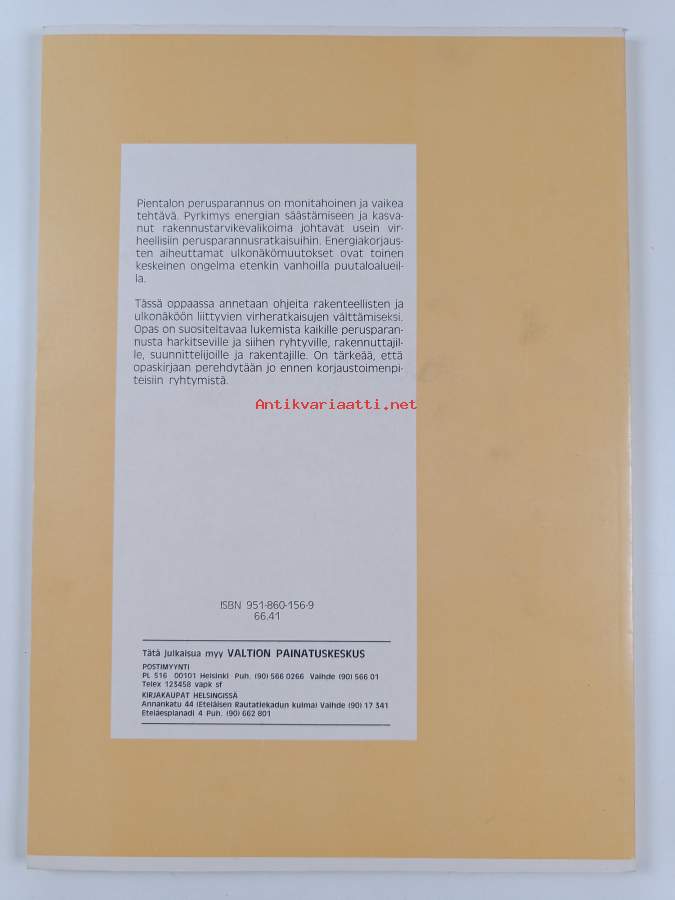 Pientalon perusparannus on monitahoinen ja vaikea
tehtävä. Pyrkimys energian säästämiseen ja kasva-
nut rakennustarvikevalikoima johtavat usein vir-
heellisiin perusparannusratkaisuihin. Energiakorjaus-
ten aiheuttamat ulkonäkömuutokset ovat toinen
keskeinen ongelma etenkin vanhoilla puutaloalueil-
la.
Tässä oppaassa annetaan ohjeita rakenteellisten ja
ulkonäköön liittyvien virheratkaisujen välttämiseksi.
Opas on suositeltavaa lukemista kaikille perusparan-
nusta harkitseville ja siihen ryhtyville, rakennuttajil-
le, suunnittelijoille ja rakentajille. On tärkeää, että
opaskirjaan perehdytään jo ennen korjaustoimenpi-
teisiin ryhtymistä.
Antikvariaatti.net
ISBN 951-860-156-9
66.41
Tätä julkaisua myy VALTION PAINATUSKESKUS
POSTIMYYNTI
PL 516 00101 Helsinki Puh. (90) 566 0266 Vaihde (90) 566 01
Telex 123458 vapk sf
KIRJAKAUPAT HELSINGISSÄ
Annankatu 44 (Eteläisen Rautatiekadun kulma) Vaihde (90) 17 341
Eteläesplanadi 4 Puh. (90) 662 801